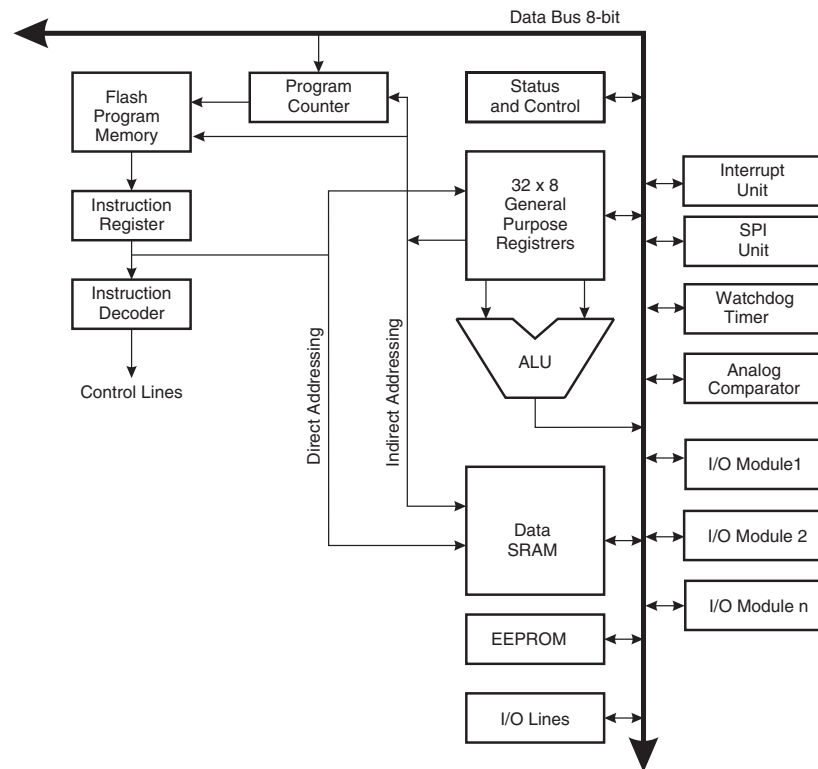 Data Bus 8-bit
Flash
Program
Memory
Program
Counter
Status
and Control
Instruction
Register
32 x 8
General
Purpose
Registrers
Interrupt
Unit
SPI
Unit
Instruction
Decoder
Watchdog
Timer
Control Lines
Direct Addressing
Indirect Addressing
ALU
Analog
Comparator
I/O Module1
Data
SRAM
I/O Module 2
I/O Module n
EEPROM
I/O Lines